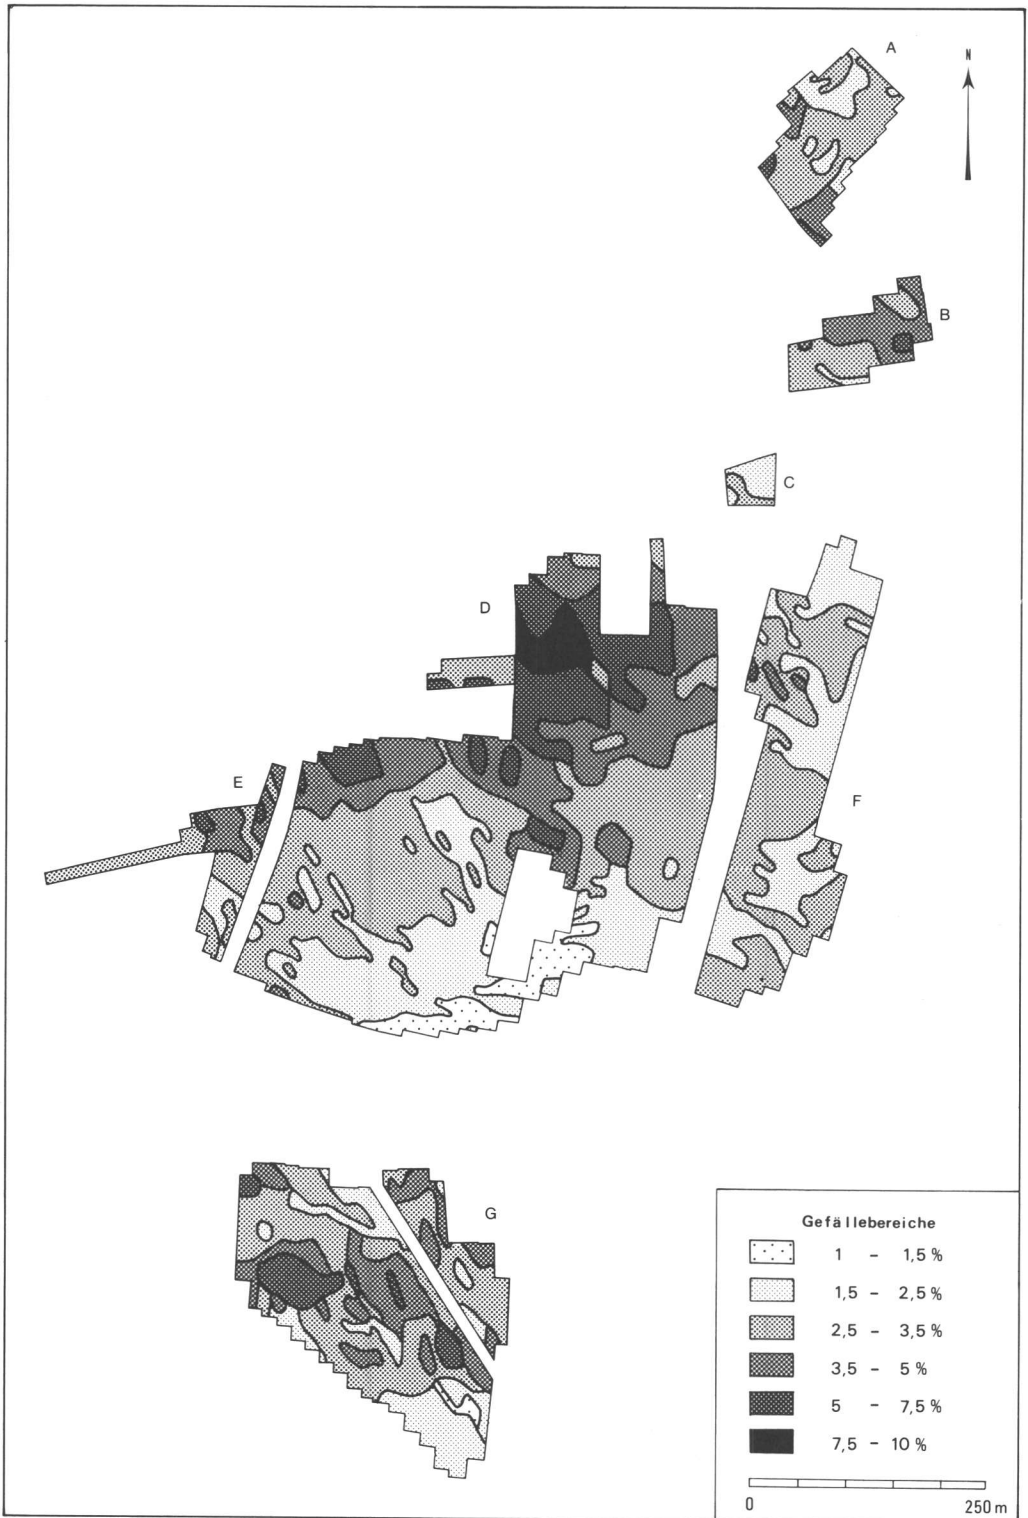 A
N
B
C
D
E
F
G
Gefällebereiche
1 – 1,5 %
1,5 – 2,5 %
2,5 – 3,5 %
3,5 – 5 %
5 – 7,5 %
7,5 – 10 %
0 250 m